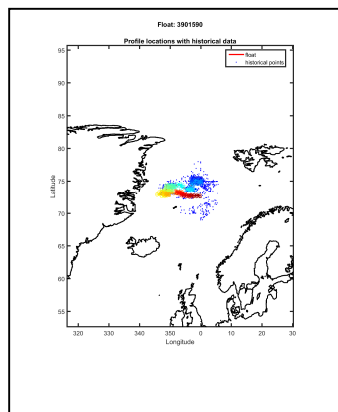 Float: 3901590
Profile locations with historical data
float
historical points
95
90
85
80
75
70
65
60
55
Latitude
320 330 340 350 0 10 20 30
Longitude